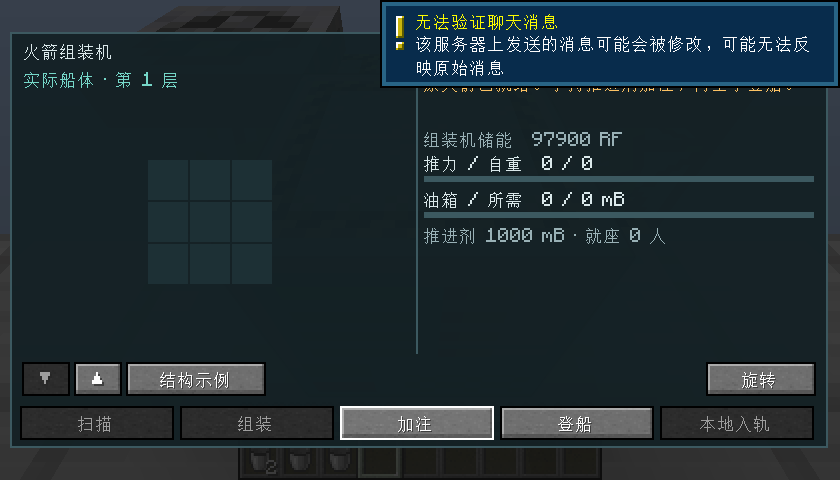 无法验证聊天消息
该服务器上发送的消息可能会被修改，可能无法反
映原始消息
火箭组装机
实际船体·第 1 层
组装机储能 97900 RF
推力 / 自重 0 / 0
油箱 / 所需 0 / 0 mB
推进剂 1000 mB · 就座 0 人
▼ ▲ 结构示例 旋转
扫描 组装 加注 登船 本地入轨
2